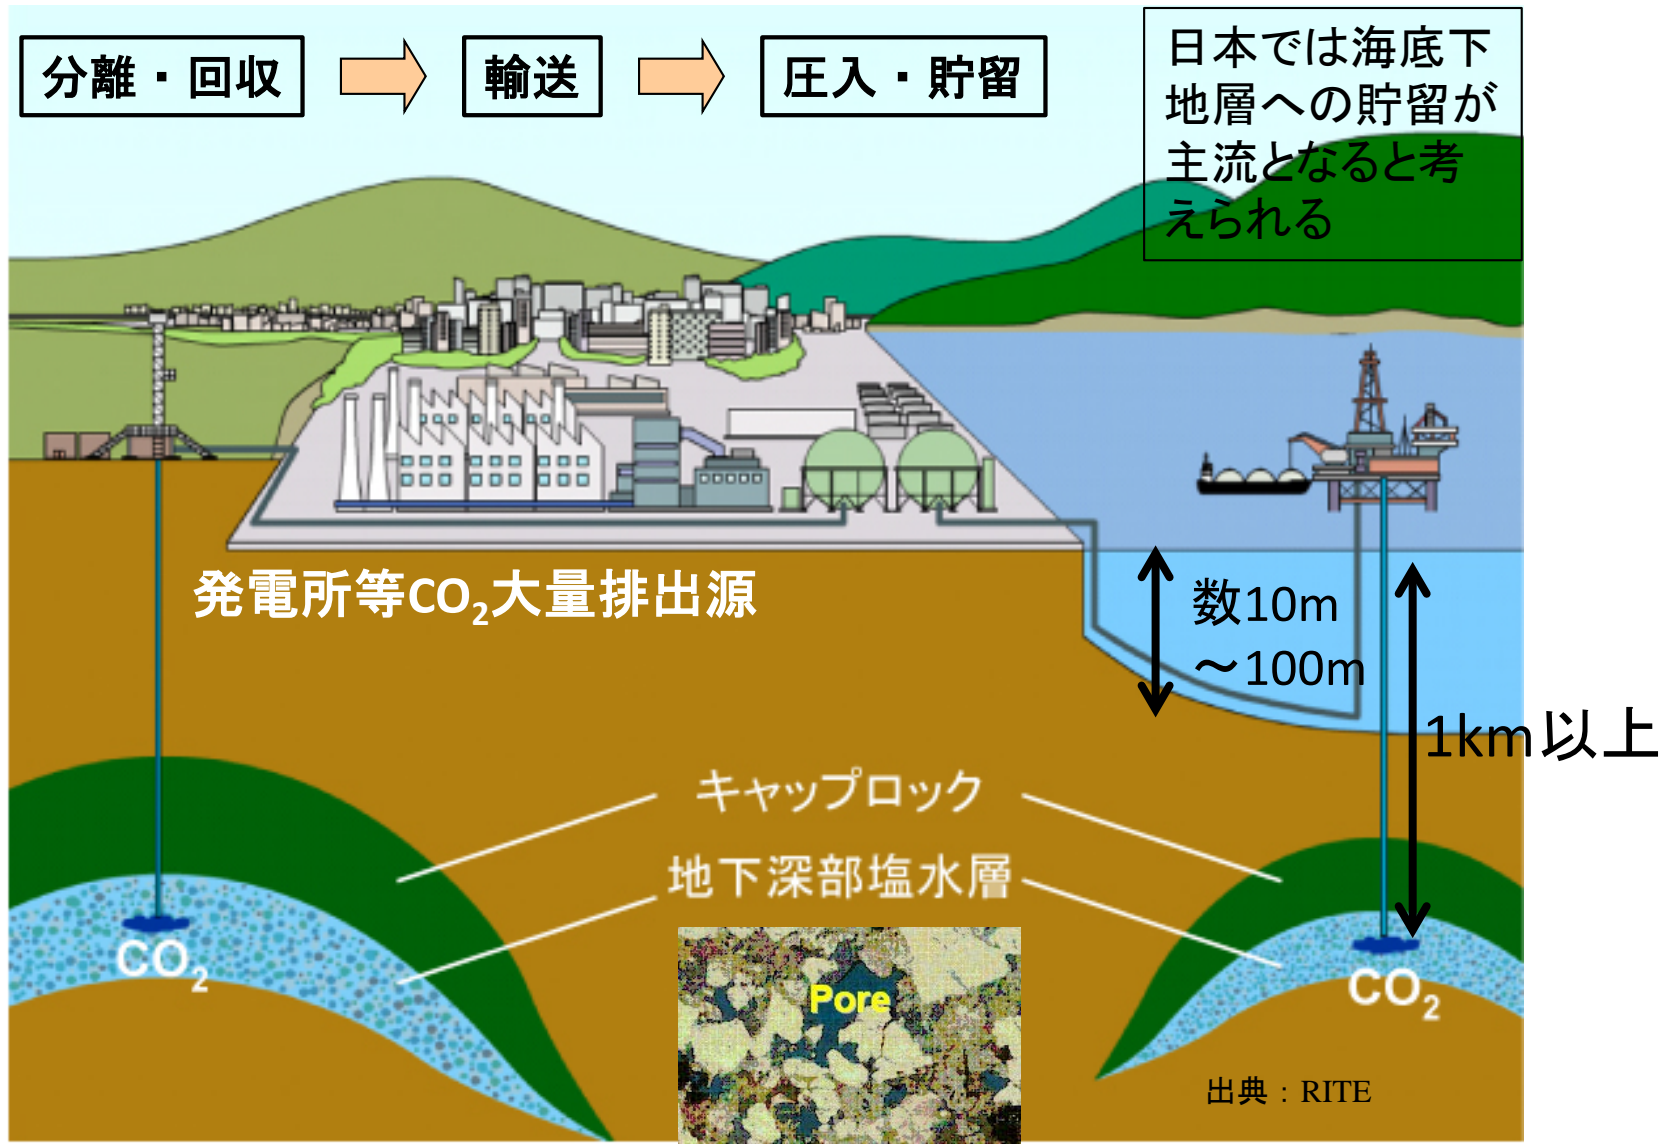 分離・回収
輸送
圧入・貯留
日本では海底下
地層への貯留が
主流となると考
えられる
発電所等CO₂大量排出源
数10m
～100m
1km以上
キャップロック
地下深部塩水層
CO₂
Pore
CO₂
出典：RITE